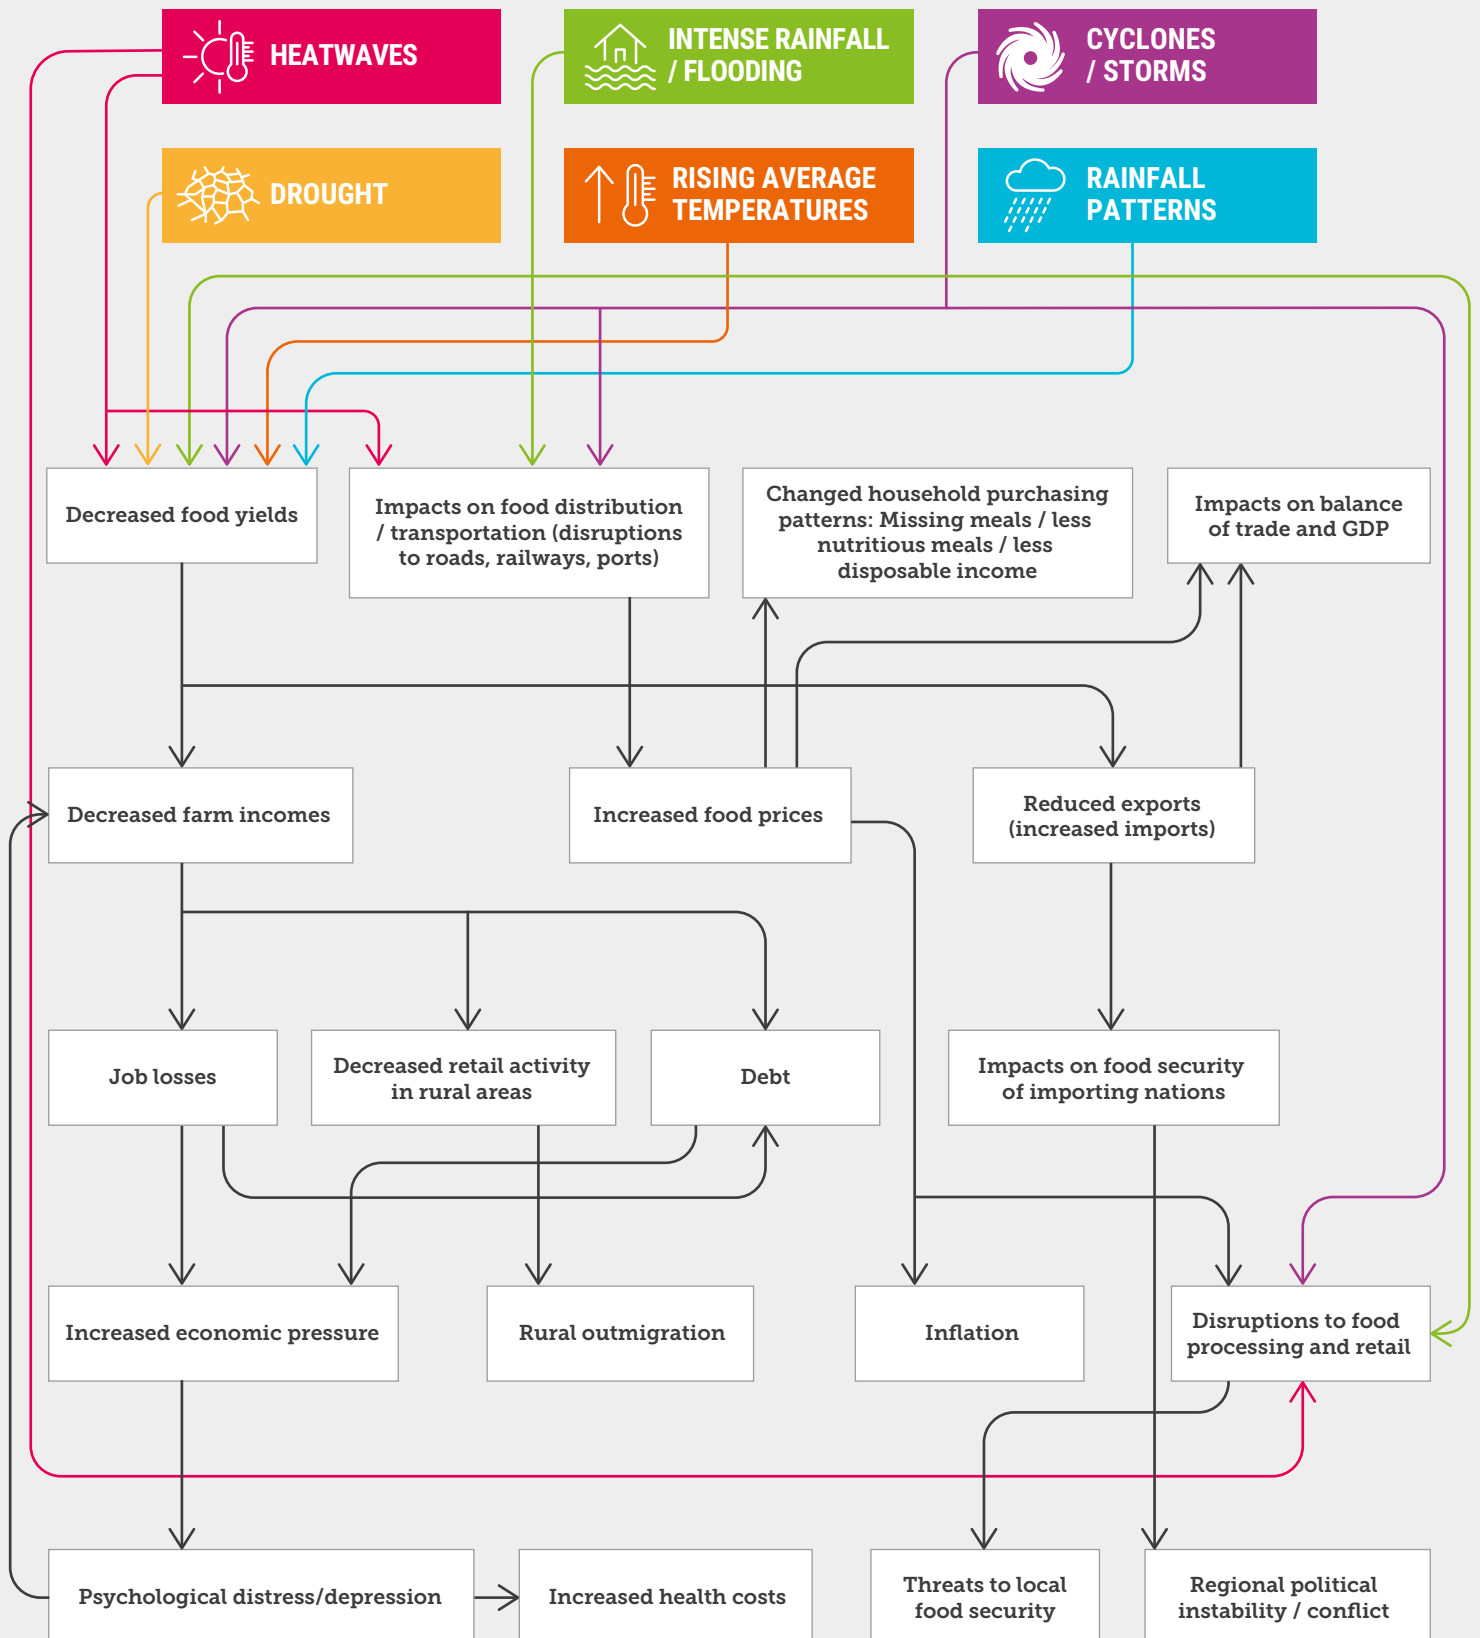 HEATWAVES
INTENSE RAINFALL
/ FLOODING
CYCLONES
/ STORMS
DROUGHT
RISING AVERAGE
TEMPERATURES
RAINFALL
PATTERNS
Decreased food yields
Impacts on food distribution
/ transportation (disruptions
to roads, railways, ports)
Changed household purchasing
patterns: Missing meals / less
nutritious meals / less
disposable income
Impacts on balance
of trade and GDP
Decreased farm incomes
Increased food prices
Reduced exports
(increased imports)
Job losses
Decreased retail activity
in rural areas
Debt
Impacts on food security
of importing nations
Increased economic pressure
Rural outmigration
Inflation
Disruptions to food
processing and retail
Psychological distress/depression
Increased health costs
Threats to local
food security
Regional political
instability / conflict